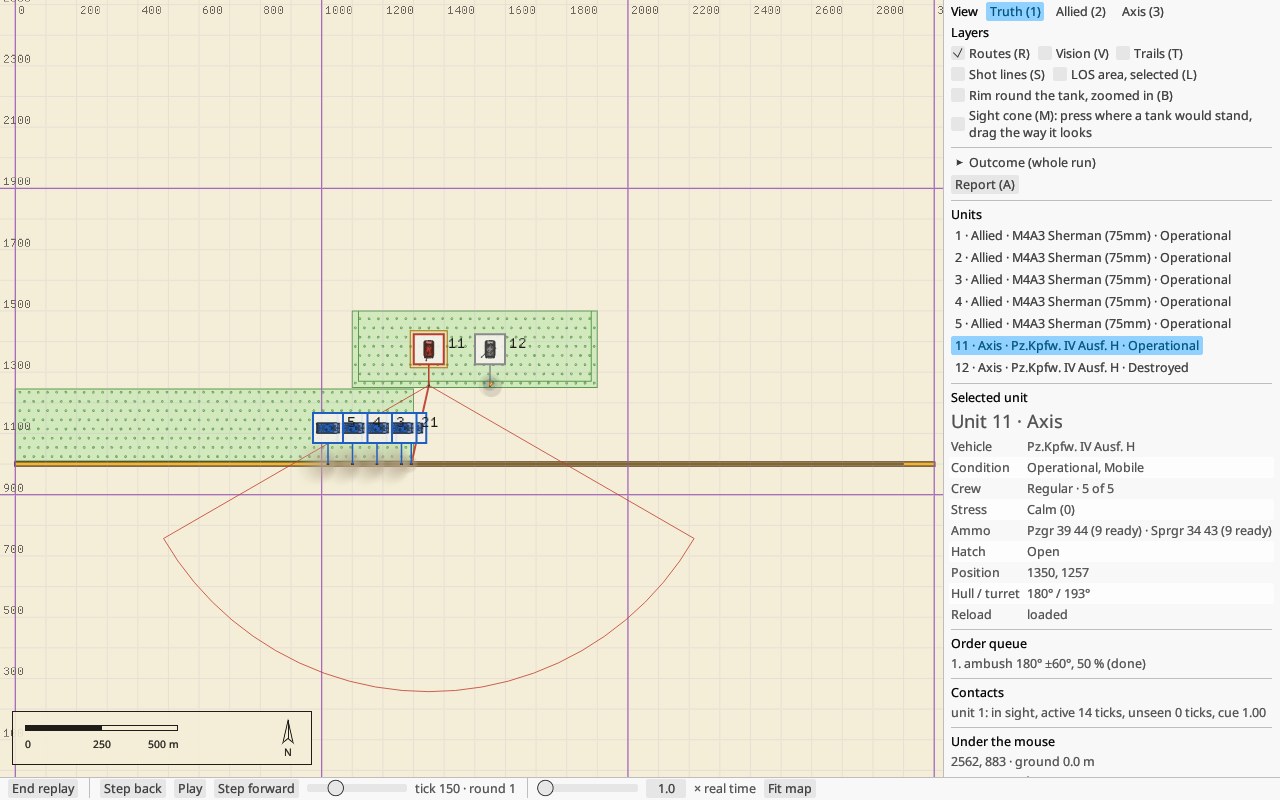 0 200 400 600 800 1000 1200 1400 1600 1800 2000 2200 2400 2600 2800
2300
2100
1900
1700
1500
1300
1100
900
700
500
300
11 12
5 4 3 21
0 250 500 m
N
View Truth (1) Allied (2) Axis (3)
Layers
Routes (R) Vision (V) Trails (T)
Shot lines (S) LOS area, selected (L)
Rim round the tank, zoomed in (B)
Sight cone (M): press where a tank would stand,
drag the way it looks
Outcome (whole run)
Report (A)
Units
1 · Allied · M4A3 Sherman (75mm) · Operational
2 · Allied · M4A3 Sherman (75mm) · Operational
3 · Allied · M4A3 Sherman (75mm) · Operational
4 · Allied · M4A3 Sherman (75mm) · Operational
5 · Allied · M4A3 Sherman (75mm) · Operational
11 · Axis · Pz.Kpfw. IV Ausf. H · Operational
12 · Axis · Pz.Kpfw. IV Ausf. H · Destroyed
Selected unit
Unit 11 · Axis
Vehicle Pz.Kpfw. IV Ausf. H
Condition Operational, Mobile
Crew Regular · 5 of 5
Stress Calm (0)
Ammo Pzgr 39 44 (9 ready) · Sprgr 34 43 (9 ready)
Hatch Open
Position 1350, 1257
Hull / turret 180° / 193°
Reload loaded
Order queue
1. ambush 180° ±60°, 50 % (done)
Contacts
unit 1: in sight, active 14 ticks, unseen 0 ticks, cue 1.00
Under the mouse
2562, 883 · ground 0.0 m
End replay Step back Play Step forward tick 150 · round 1 1.0 × real time Fit map